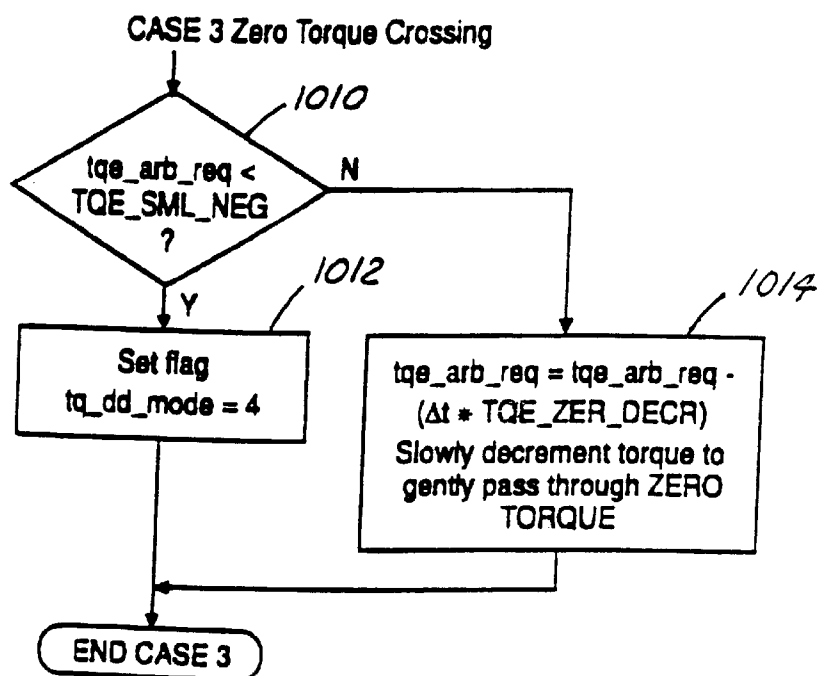 CASE 3 Zero Torque Crossing
1010
tqe_arb_req <
TQE_SML_NEG
?
N
Y
1012
Set flag
tq_dd_mode = 4
1014
tqe_arb_req = tqe_arb_req -
(Δt * TQE_ZER_DECR)
Slowly decrement torque to
gently pass through ZERO
TORQUE
END CASE 3